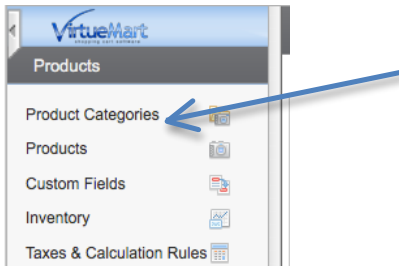 VirtueMart
shopping cart software
Products
Product Categories
Products
Custom Fields
Inventory
Taxes & Calculation Rules